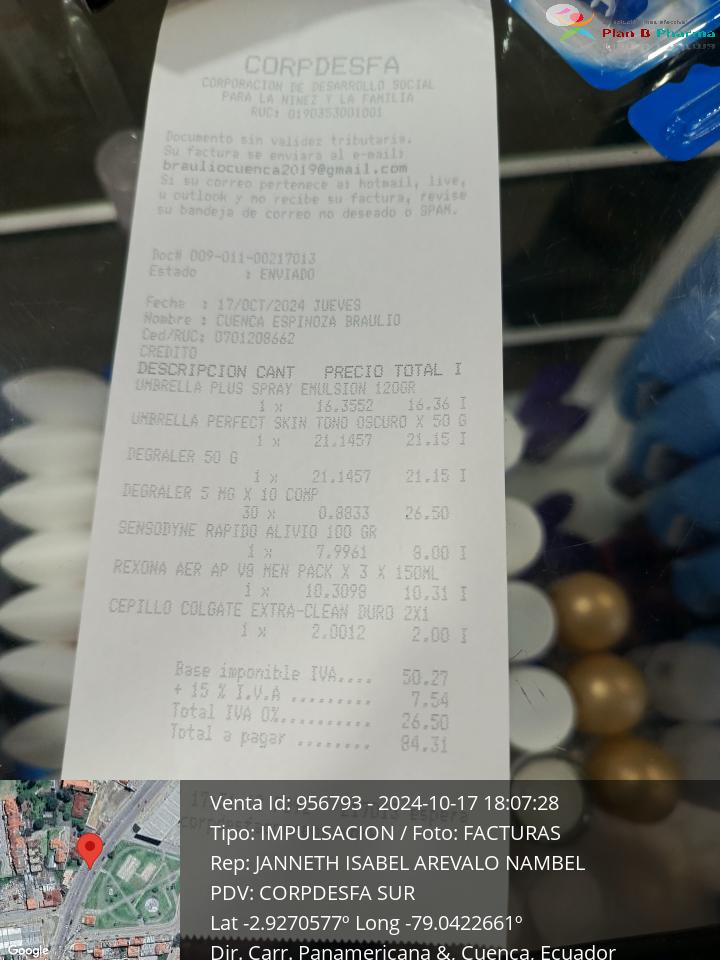 Plan B Pharma
CORPDESFA
CORPORACION DE DESARROLLO SOCIAL
PARA LA NINEZ Y LA FAMILIA
RUC: 0190353001001
Documento sin validez tributaria.
Su factura se enviara al e-mail:
brauliocuenca2019@gmail.com
Si su correo pertenece a: hotmail, live,
u outlook y no recibe su factura, revise
su bandeja de correo no deseado o SPAM.
Doc# 009-011-00217013
Estado : ENVIADO
Fecha : 17/OCT/2024 JUEVES
Nombre : CUENCA ESPINOZA BRAULIO
Ced/RUC: 0701208662
CREDITO
DESCRIPCION CANT PRECIO TOTAL I
UMBRELLA PLUS SPRAY EMULSION 120GR
1 x 16.3552 16.36 I
UMBRELLA PERFECT SKIN TONO OSCURO X 50 G
1 x 21.1457 21.15 I
DEGRALER 50 G
1 x 21.1457 21.15 I
DEGRALER 5 MG X 10 COMP
30 x 0.8833 26.50
SENSODYNE RAPIDO ALIVIO 100 GR
1 x 7.9961 8.00 I
REXONA AER AP V8 MEN PACK X 3 X 150ML
1 x 10.3098 10.31 I
CEPILLO COLGATE EXTRA-CLEAN DURO 2X1
1 x 2.0012 2.00 I
Base imponible IVA.... 50.27
+ 15 % I.V.A ......... 7.54
Total IVA 0%.......... 26.50
Total a pagar ........ 84.31
Venta Id: 956793 - 2024-10-17 18:07:28
Tipo: IMPULSACION / Foto: FACTURAS
Rep: JANNETH ISABEL AREVALO NAMBEL
PDV: CORPDESFA SUR
Lat -2.9270577º Long -79.0422661º
Dir. Carr. Panamericana &, Cuenca, Ecuador
Google